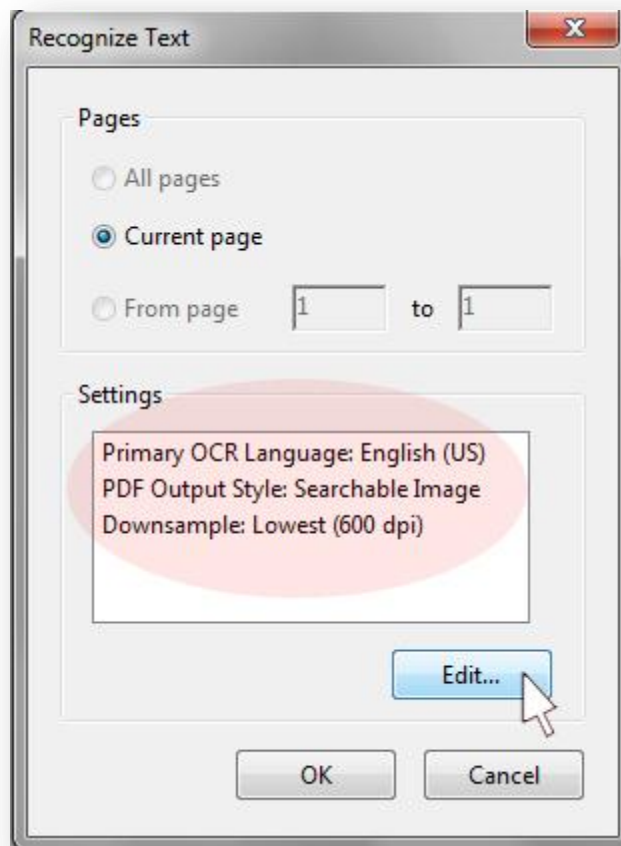 Recognize Text
Pages
All pages
Current page
From page 1 to 1
Settings
Primary OCR Language: English (US)
PDF Output Style: Searchable Image
Downsample: Lowest (600 dpi)
Edit...
OK Cancel